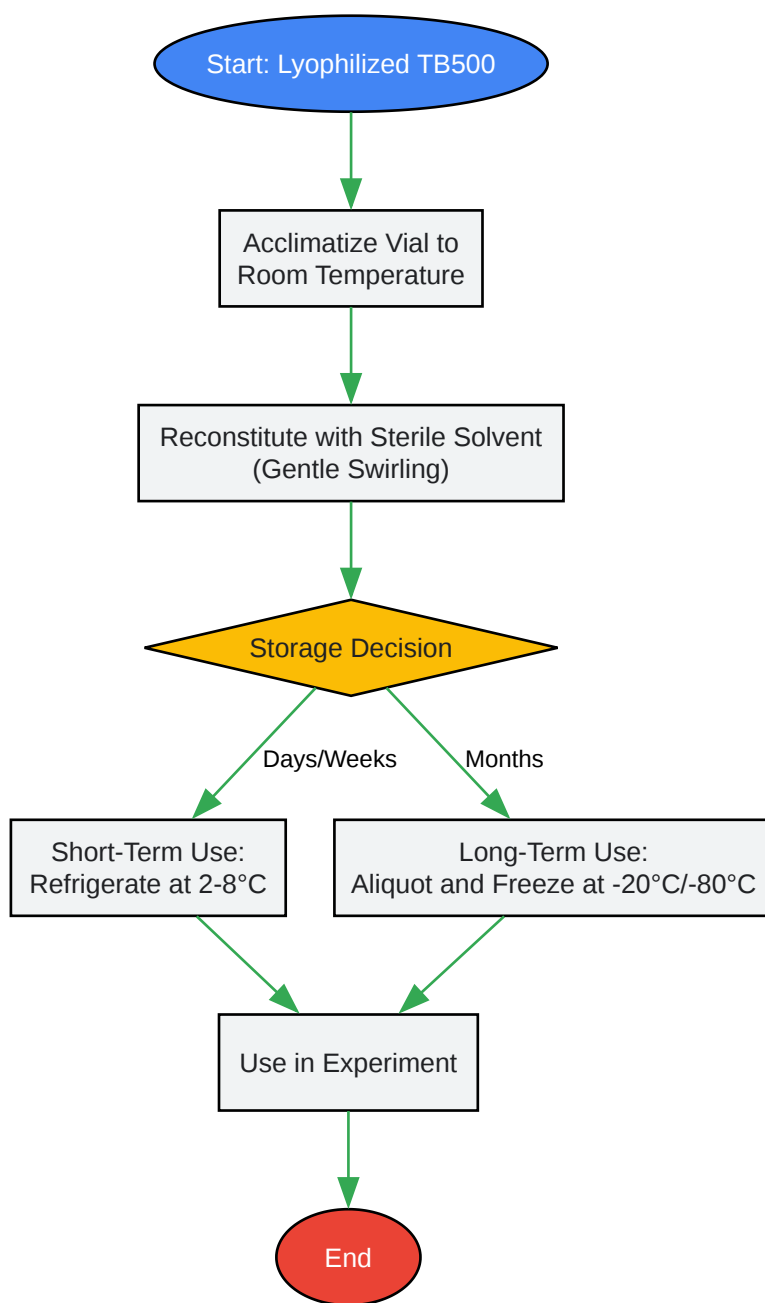 Start: Lyophilized TB500
Acclimatize Vial to
Room Temperature
Reconstitute with Sterile Solvent
(Gentle Swirling)
Storage Decision
Days/Weeks
Months
Short-Term Use:
Refrigerate at 2-8°C
Long-Term Use:
Aliquot and Freeze at -20°C/-80°C
Use in Experiment
End